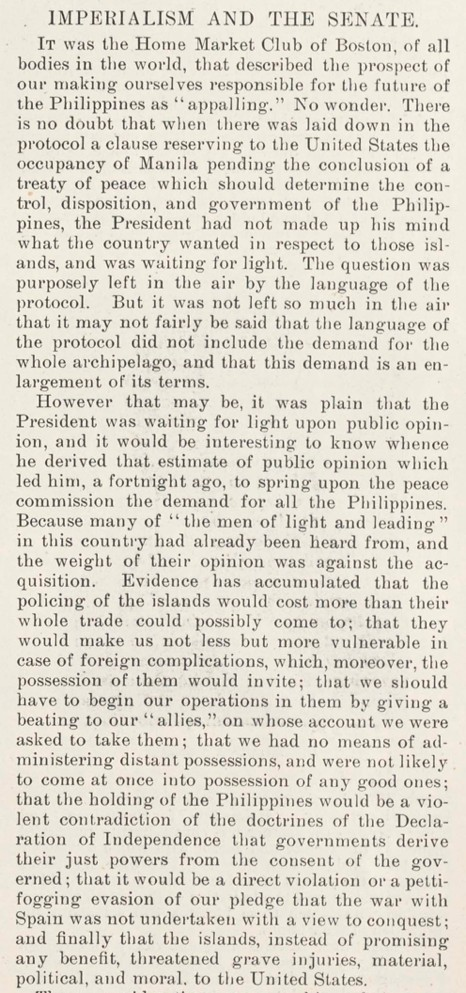 IMPERIALISM AND THE SENATE.
IT was the Home Market Club of Boston, of all
bodies in the world, that described the prospect of
our making ourselves responsible for the future of
the Philippines as "appalling." No wonder. There
is no doubt that when there was laid down in the
protocol a clause reserving to the United States the
occupancy of Manila pending the conclusion of a
treaty of peace which should determine the con-
trol, disposition, and government of the Philip-
pines, the President had not made up his mind
what the country wanted in respect to those isl-
ands, and was waiting for light. The question was
purposely left in the air by the language of the
protocol. But it was not left so much in the air
that it may not fairly be said that the language of
the protocol did not include the demand for the
whole archipelago, and that this demand is an en-
largement of its terms.
However that may be, it was plain that the
President was waiting for light upon public opin-
ion, and it would be interesting to know whence
he derived that estimate of public opinion which
led him, a fortnight ago, to spring upon the peace
commission the demand for all the Philippines.
Because many of "the men of light and leading"
in this country had already been heard from, and
the weight of their opinion was against the ac-
quisition. Evidence has accumulated that the
policing of the islands would cost more than their
whole trade could possibly come to; that they
would make us not less but more vulnerable in
case of foreign complications, which, moreover, the
possession of them would invite; that we should
have to begin our operations in them by giving a
beating to our "allies," on whose account we were
asked to take them; that we had no means of ad-
ministering distant possessions, and were not likely
to come at once into possession of any good ones;
that the holding of the Philippines would be a vio-
lent contradiction of the doctrines of the Decla-
ration of Independence that governments derive
their just powers from the consent of the gov-
erned; that it would be a direct violation or a petti-
fogging evasion of our pledge that the war with
Spain was not undertaken with a view to conquest;
and finally that the islands, instead of promising
any benefit, threatened grave injuries, material,
political, and moral, to the United States.